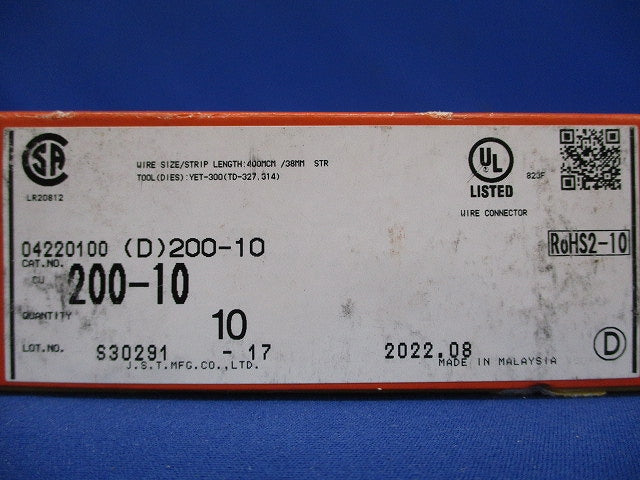 CSA
LR20812
WIRE SIZE/STRIP LENGTH:400MCM /38MM STR
TOOL(DIES):YET-300(TD-327,314)
UL
LISTED
823F
WIRE CONNECTOR
04220100 (D)200-10
RoHS2-10
CAT.NO.
CU 200-10
QUANTITY
10
LOT.NO. S30291 - 17
2022.08
D
J.S.T.MFG.CO.,LTD.
MADE IN MALAYSIA